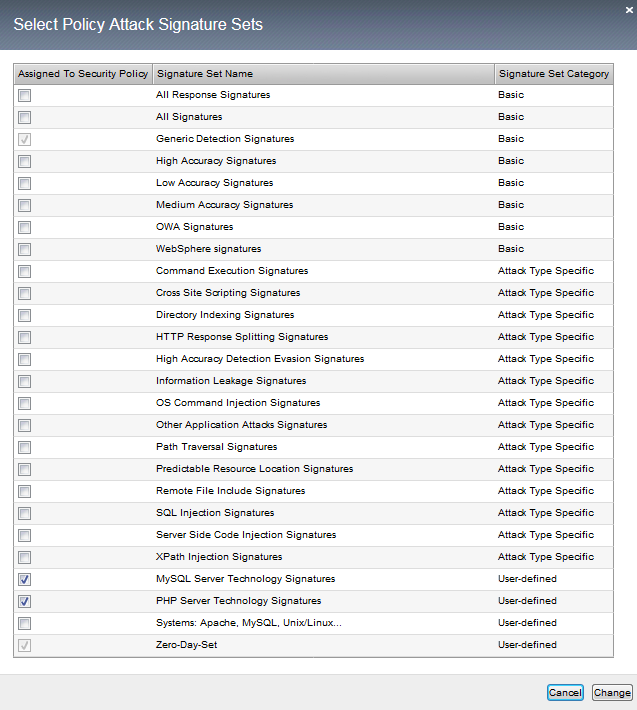 Select Policy Attack Signature Sets
Assigned To Security Policy Signature Set Name Signature Set Category
All Response Signatures Basic
All Signatures Basic
Generic Detection Signatures Basic
High Accuracy Signatures Basic
Low Accuracy Signatures Basic
Medium Accuracy Signatures Basic
OWA Signatures Basic
WebSphere signatures Basic
Command Execution Signatures Attack Type Specific
Cross Site Scripting Signatures Attack Type Specific
Directory Indexing Signatures Attack Type Specific
HTTP Response Splitting Signatures Attack Type Specific
High Accuracy Detection Evasion Signatures Attack Type Specific
Information Leakage Signatures Attack Type Specific
OS Command Injection Signatures Attack Type Specific
Other Application Attacks Signatures Attack Type Specific
Path Traversal Signatures Attack Type Specific
Predictable Resource Location Signatures Attack Type Specific
Remote File Include Signatures Attack Type Specific
SQL Injection Signatures Attack Type Specific
Server Side Code Injection Signatures Attack Type Specific
XPath Injection Signatures Attack Type Specific
MySQL Server Technology Signatures User-defined
PHP Server Technology Signatures User-defined
Systems: Apache, MySQL, Unix/Linux... User-defined
Zero-Day-Set User-defined
Cancel Change